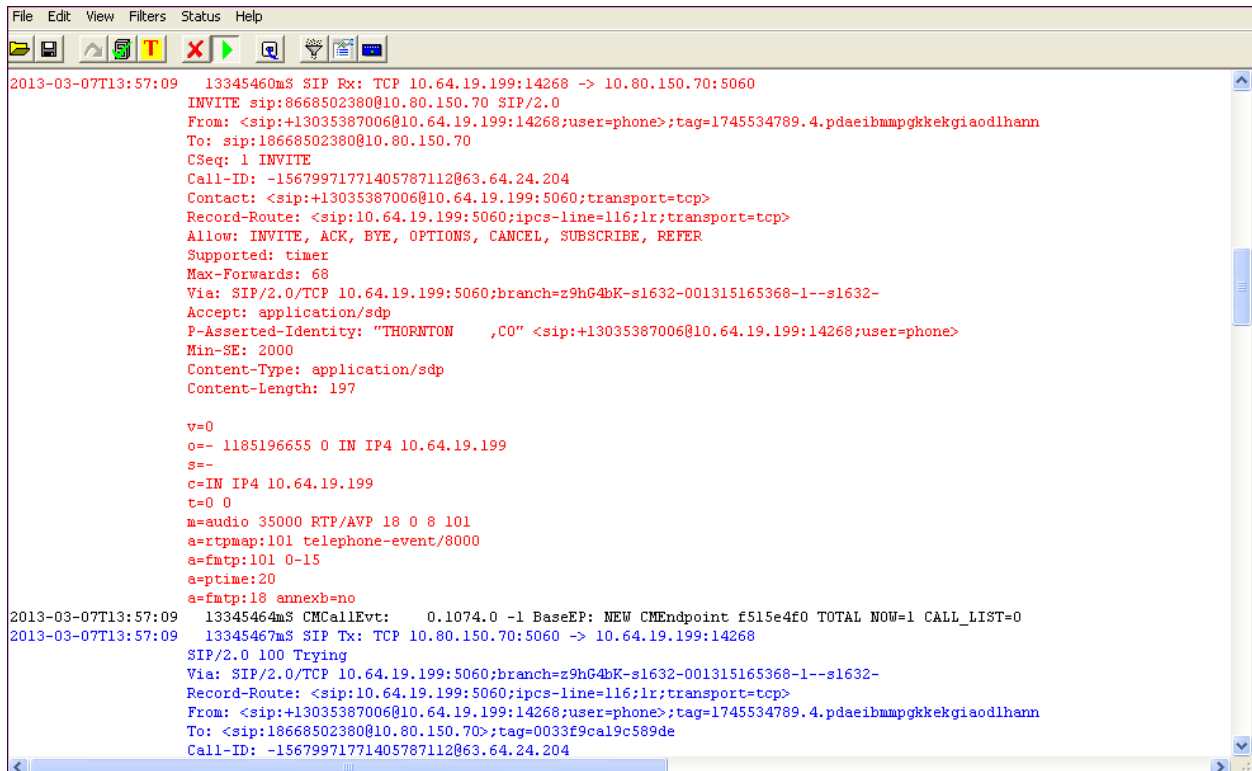 File Edit View Filters Status Help
T
2013-03-07T13:57:09 13345460mS SIP Rx: TCP 10.64.19.199:14268 -> 10.80.150.70:5060
INVITE sip:8668502380@10.80.150.70 SIP/2.0
From: <sip:+13035387006@10.64.19.199:14268;user=phone>;tag=1745534789.4.pdaeibmmpgkkekgiaodlhann
To: sip:18668502380@10.80.150.70
CSeq: 1 INVITE
Call-ID: -15679971771405787112@63.64.24.204
Contact: <sip:+13035387006@10.64.19.199:5060;transport=tcp>
Record-Route: <sip:10.64.19.199:5060;ipcs-line=116;lr;transport=tcp>
Allow: INVITE, ACK, BYE, OPTIONS, CANCEL, SUBSCRIBE, REFER
Supported: timer
Max-Forwards: 68
Via: SIP/2.0/TCP 10.64.19.199:5060;branch=z9hG4bK-s1632-001315165368-1--s1632-
Accept: application/sdp
P-Asserted-Identity: "THORNTON    ,CO" <sip:+13035387006@10.64.19.199:14268;user=phone>
Min-SE: 2000
Content-Type: application/sdp
Content-Length: 197
v=0
o=- 1185196655 0 IN IP4 10.64.19.199
s=-
c=IN IP4 10.64.19.199
t=0 0
m=audio 35000 RTP/AVP 18 0 8 101
a=rtpmap:101 telephone-event/8000
a=fmtp:101 0-15
a=ptime:20
a=fmtp:18 annexb=no
2013-03-07T13:57:09 13345464mS CMCallEvt:    0.1074.0 -1 BaseEP: NEW CMEndpoint f515e4f0 TOTAL NOW=1 CALL_LIST=0
2013-03-07T13:57:09 13345467mS SIP Tx: TCP 10.80.150.70:5060 -> 10.64.19.199:14268
SIP/2.0 100 Trying
Via: SIP/2.0/TCP 10.64.19.199:5060;branch=z9hG4bK-s1632-001315165368-1--s1632-
Record-Route: <sip:10.64.19.199:5060;ipcs-line=116;lr;transport=tcp>
From: <sip:+13035387006@10.64.19.199:14268;user=phone>;tag=1745534789.4.pdaeibmmpgkkekgiaodlhann
To: <sip:18668502380@10.80.150.70>;tag=0033f9ca19c589de
Call-ID: -15679971771405787112@63.64.24.204